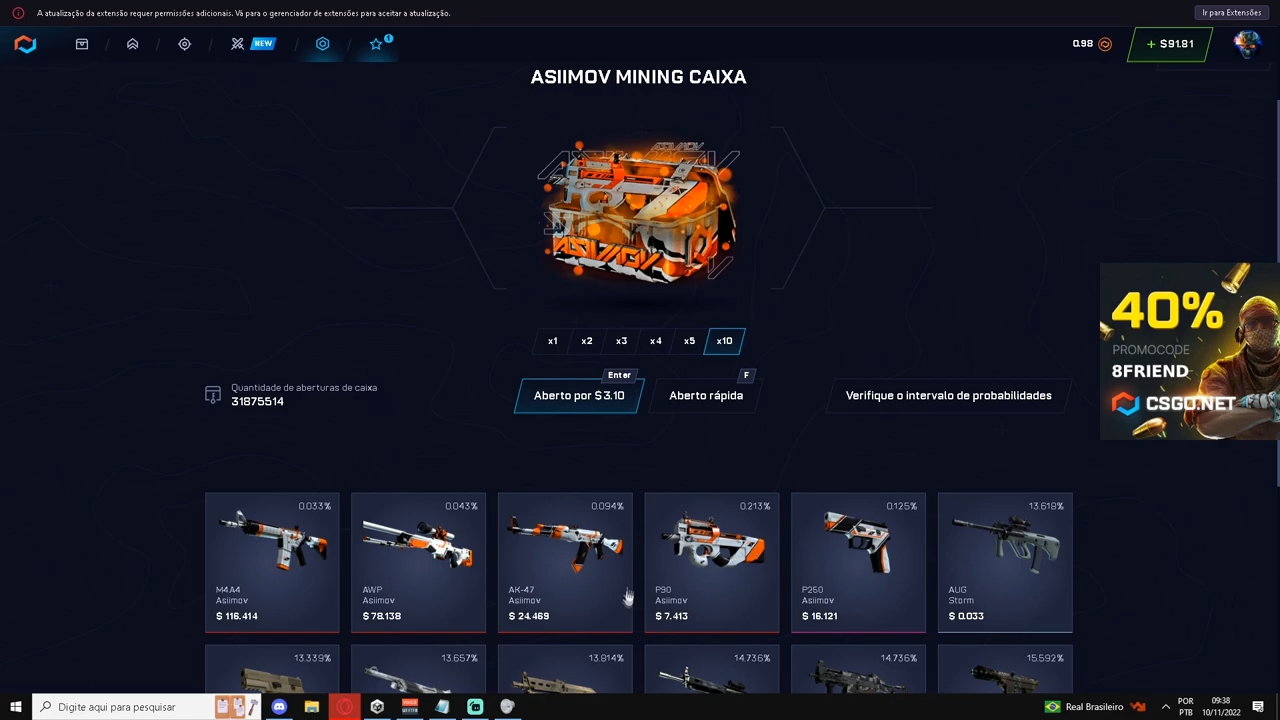 A atualização da extensão requer permissões adicionais. Vá para o gerenciador de extensões para aceitar a atualização.
Ir para Extensões
NEW
1
0.98
+ $91.81
ASIIMOV MINING CAIXA
ASIIMOV
x1
x2
x3
x4
x5
x10
Enter
F
Quantidade de aberturas de caixa
31875514
Aberto por $ 3.10
Aberto rápida
Verifique o intervalo de probabilidades
40%
PROMOCODE
8FRIEND
CSGO.NET
0.033%
M4A4
Asiimov
$ 116.414
0.043%
AWP
Asiimov
$ 78.138
0.094%
AK-47
Asiimov
$ 24.469
0.213%
P90
Asiimov
$ 7.413
0.125%
P250
Asiimov
$ 16.121
13.618%
AUG
Storm
$ 0.033
13.339%
13.657%
13.814%
14.736%
14.736%
15.592%
Digite aqui para pesquisar
Real Brasileiro
POR
PTB
09:38
10/11/2022